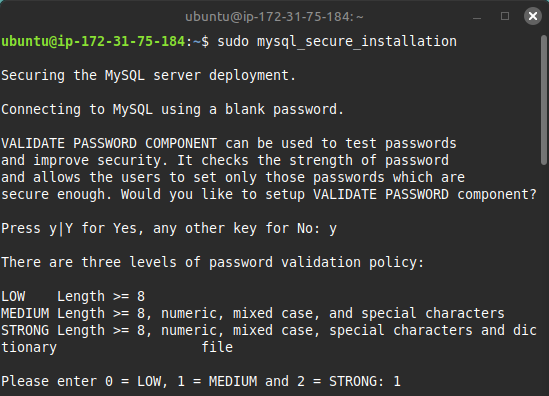 ubuntu@ip-172-31-75-184: ~
ubuntu@ip-172-31-75-184:~$ sudo mysql_secure_installation
Securing the MySQL server deployment.
Connecting to MySQL using a blank password.
VALIDATE PASSWORD COMPONENT can be used to test passwords
and improve security. It checks the strength of password
and allows the users to set only those passwords which are
secure enough. Would you like to setup VALIDATE PASSWORD component?
Press y|Y for Yes, any other key for No: y
There are three levels of password validation policy:
LOW    Length >= 8
MEDIUM Length >= 8, numeric, mixed case, and special characters
STRONG Length >= 8, numeric, mixed case, special characters and dic
tionary                  file
Please enter 0 = LOW, 1 = MEDIUM and 2 = STRONG: 1